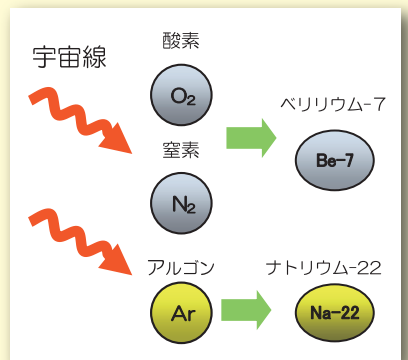 宇宙線
酸素
O₂
窒素
N₂
ベリリウム-7
Be-7
アルゴン
Ar
ナトリウム-22
Na-22